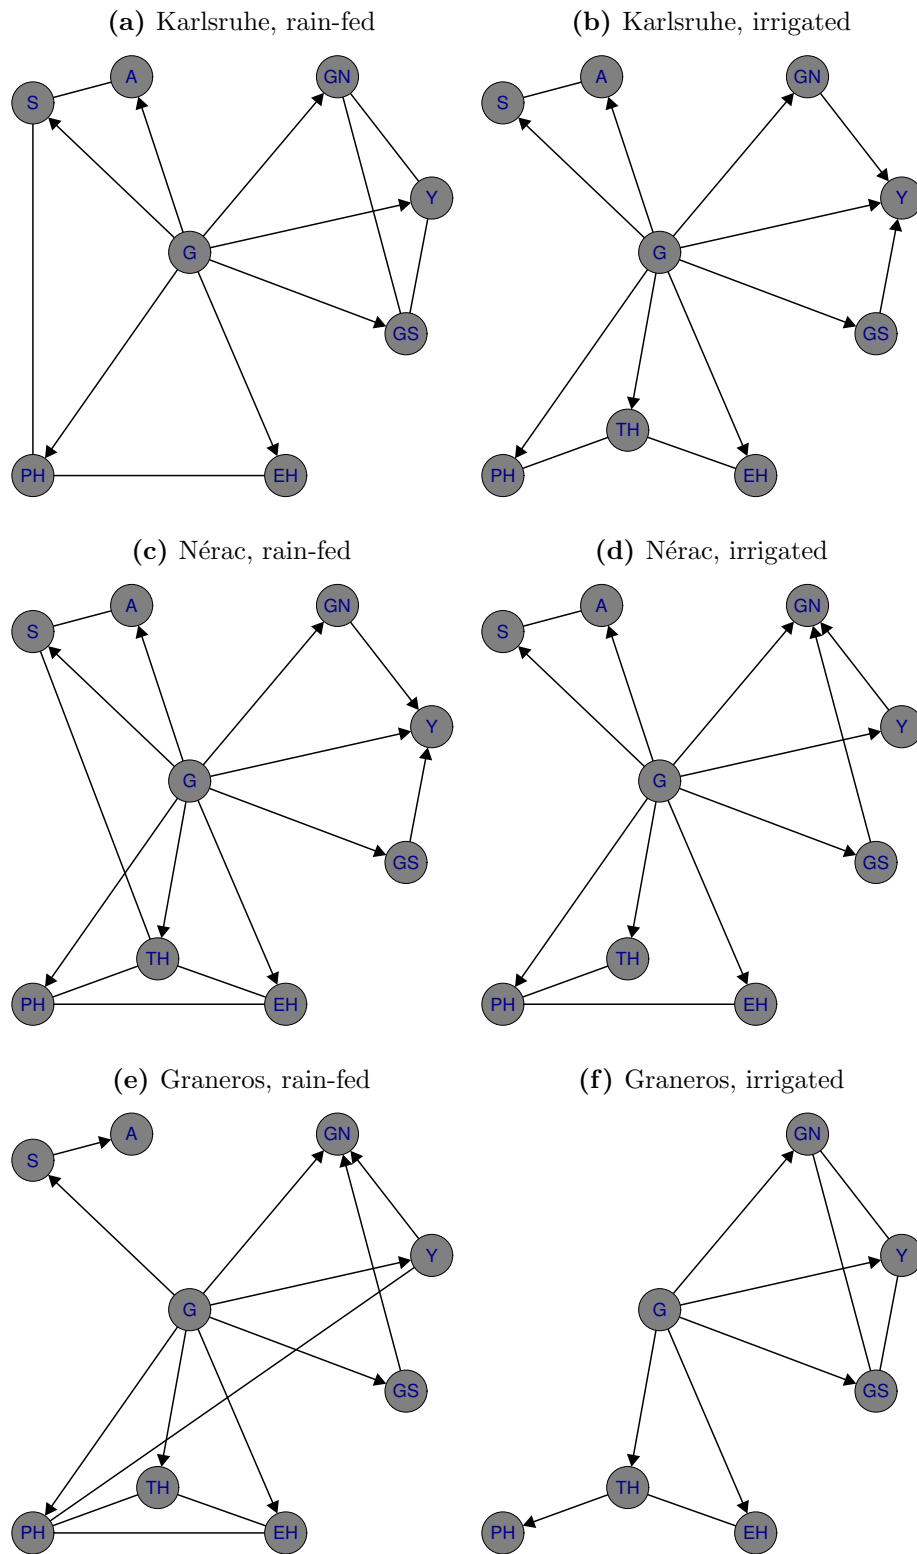 (a) Karlsruhe, rain-fed
(b) Karlsruhe, irrigated
A
GN
S
Y
G
GS
PH
EH
A
GN
S
Y
G
GS
TH
PH
EH
(c) Nérac, rain-fed
(d) Nérac, irrigated
A
GN
S
Y
G
GS
TH
PH
EH
A
GN
S
Y
G
GS
TH
PH
EH
(e) Graneros, rain-fed
(f) Graneros, irrigated
A
GN
S
Y
G
GS
TH
PH
EH
GN
Y
G
GS
TH
PH
EH